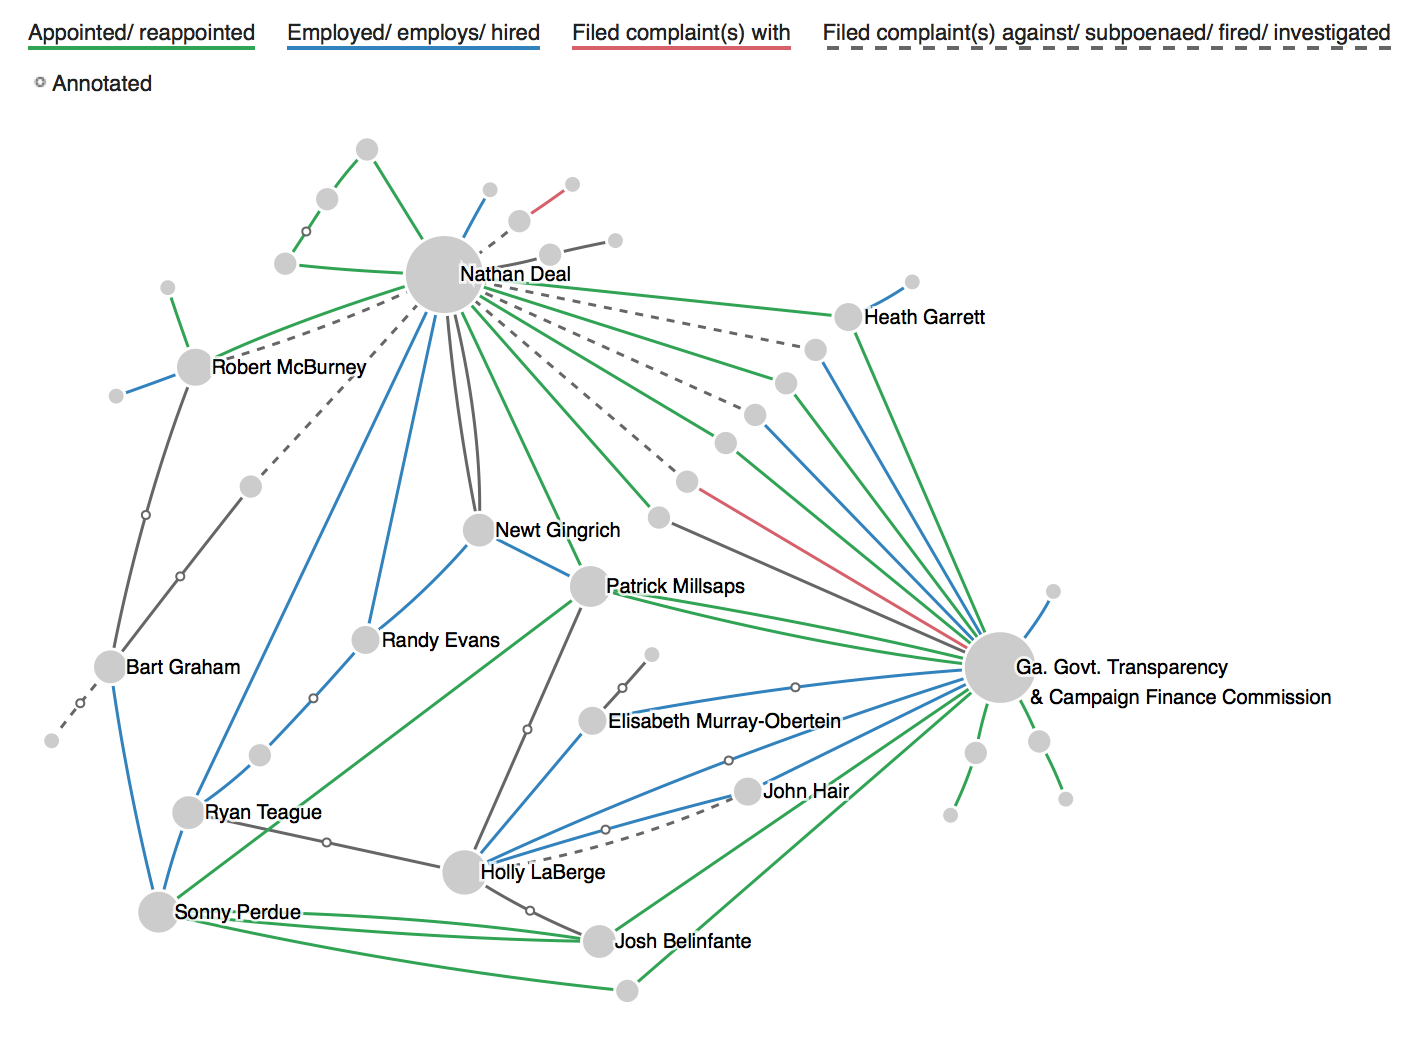 Appointed/ reappointed
Employed/ employs/ hired
Filed complaint(s) with
Filed complaint(s) against/ subpoenaed/ fired/ investigated
Annotated
Nathan Deal
Heath Garrett
Robert McBurney
Newt Gingrich
Patrick Millsaps
Randy Evans
Bart Graham
Ga. Govt. Transparency
& Campaign Finance Commission
Elisabeth Murray-Obertein
John Hair
Ryan Teague
Holly LaBerge
Sonny Perdue
Josh Belinfante